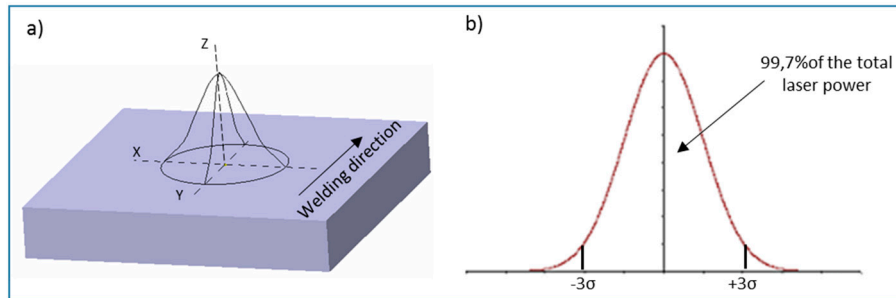 a)
Z
X
Y
Welding direction
b)
99,7%of the total
laser power
-3σ
+3σ